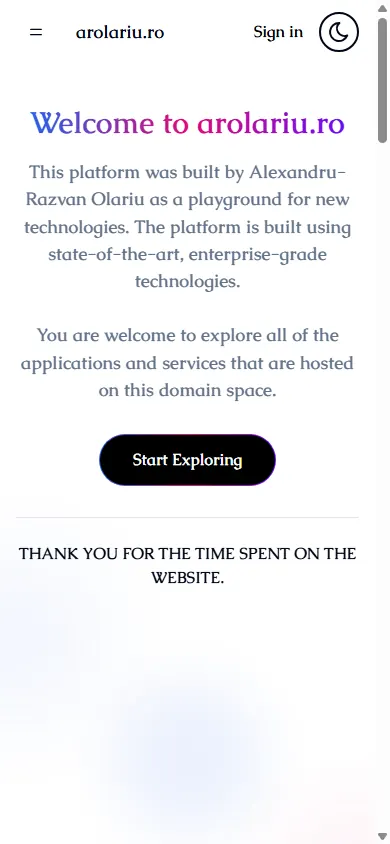 arolariu.ro
Sign in
Welcome to arolariu.ro
This platform was built by Alexandru-
Razvan Olariu as a playground for new
technologies. The platform is built using
state-of-the-art, enterprise-grade
technologies.
You are welcome to explore all of the
applications and services that are hosted
on this domain space.
Start Exploring
THANK YOU FOR THE TIME SPENT ON THE
WEBSITE.